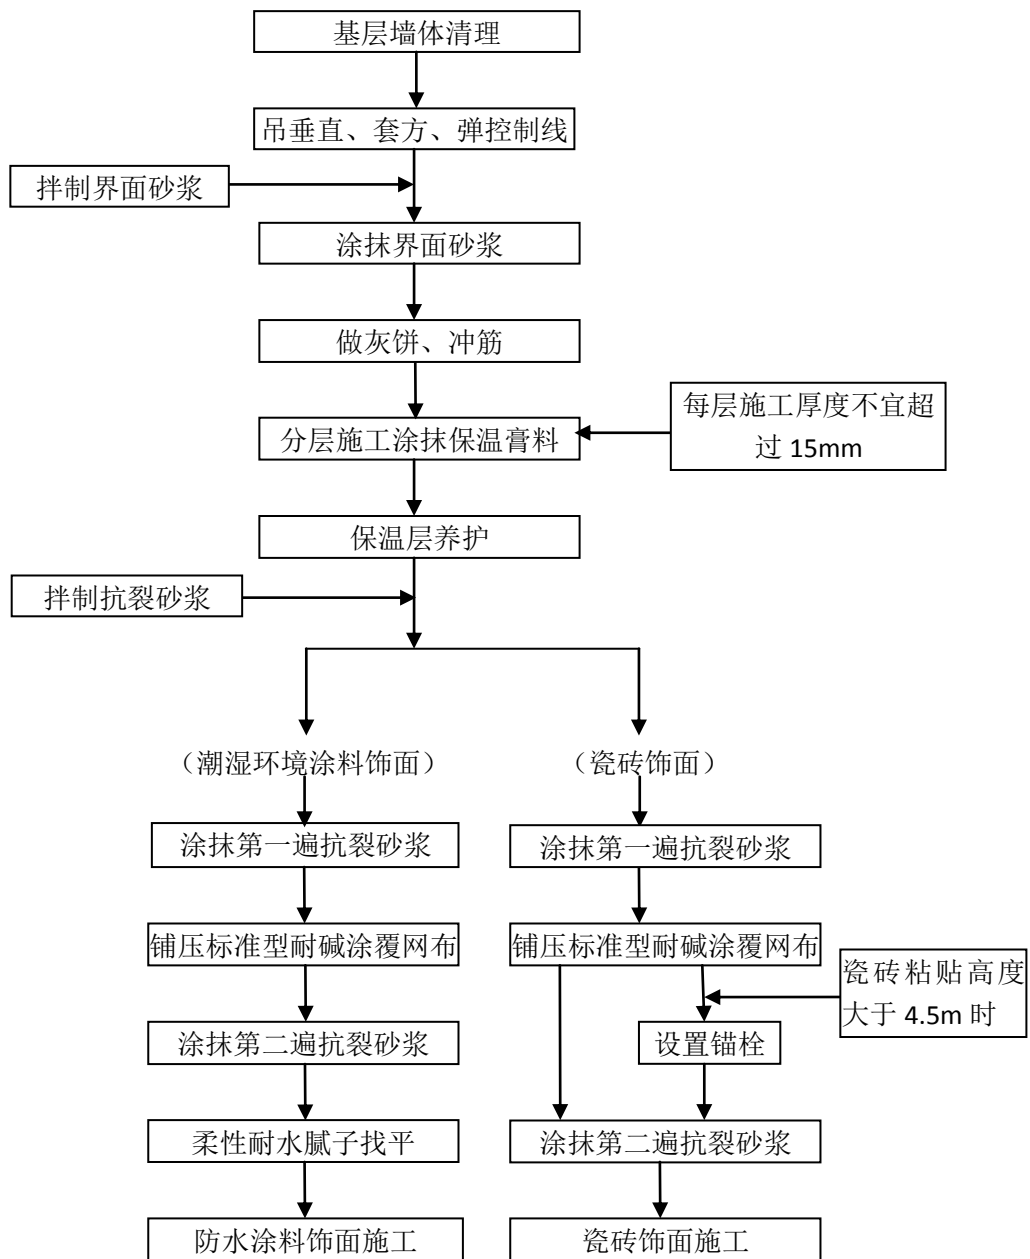 基层墙体清理
吊垂直、套方、弹控制线
拌制界面砂浆
涂抹界面砂浆
做灰饼、冲筋
每层施工厚度不宜超
过 15mm
分层施工涂抹保温膏料
保温层养护
拌制抗裂砂浆
（潮湿环境涂料饰面）
（瓷砖饰面）
涂抹第一遍抗裂砂浆
涂抹第一遍抗裂砂浆
铺压标准型耐碱涂覆网布
铺压标准型耐碱涂覆网布
瓷砖粘贴高度
大于 4.5m 时
涂抹第二遍抗裂砂浆
设置锚栓
柔性耐水腻子找平
涂抹第二遍抗裂砂浆
防水涂料饰面施工
瓷砖饰面施工